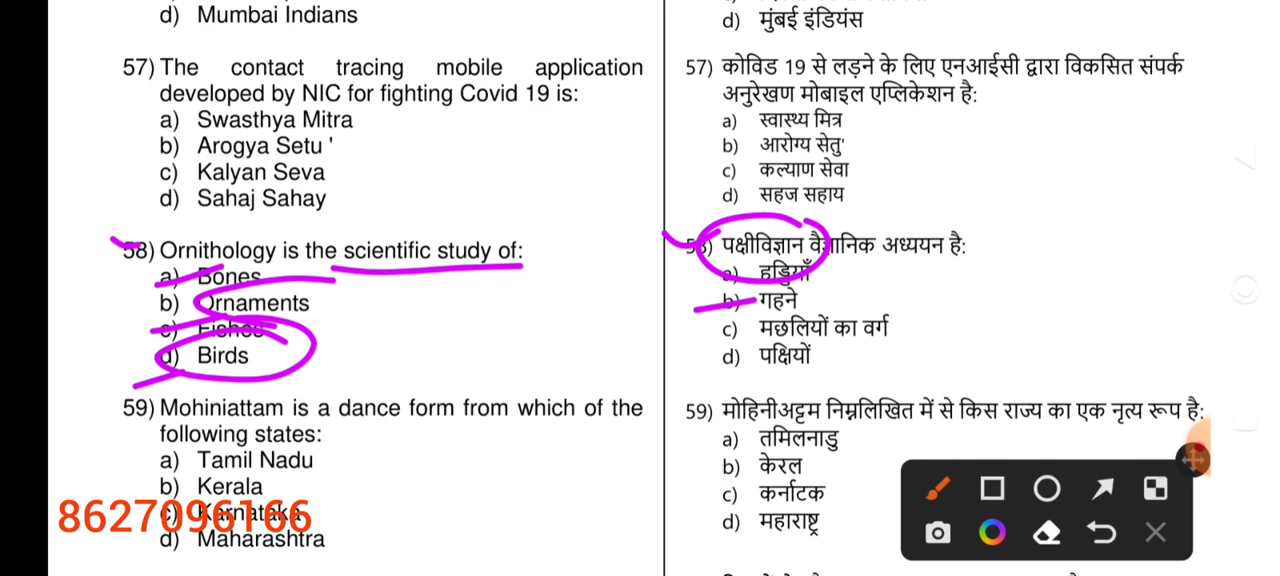 d) Mumbai Indians
57) The contact tracing mobile application
developed by NIC for fighting Covid 19 is:
a) Swasthya Mitra
b) Arogya Setu '
c) Kalyan Seva
d) Sahaj Sahay
58) Ornithology is the scientific study of:
a) Bones
b) Ornaments
c) Fishes
d) Birds
59) Mohiniattam is a dance form from which of the
following states:
a) Tamil Nadu
b) Kerala
c) Karnataka
d) Maharashtra
8627096166
d) मुंबई इंडियंस
57) कोविड 19 से लड़ने के लिए एनआईसी द्वारा विकसित संपर्क
अनुरेखण मोबाइल एप्लिकेशन है:
a) स्वास्थ्य मित्र
b) आरोग्य सेतु'
c) कल्याण सेवा
d) सहज सहाय
58) पक्षीविज्ञान वैज्ञानिक अध्ययन है:
a) हड्डियाँ
b) गहने
c) मछलियों का वर्ग
d) पक्षियों
59) मोहिनीअट्टम निम्नलिखित में से किस राज्य का एक नृत्य रूप है:
a) तमिलनाडु
b) केरल
c) कर्नाटक
d) महाराष्ट्र